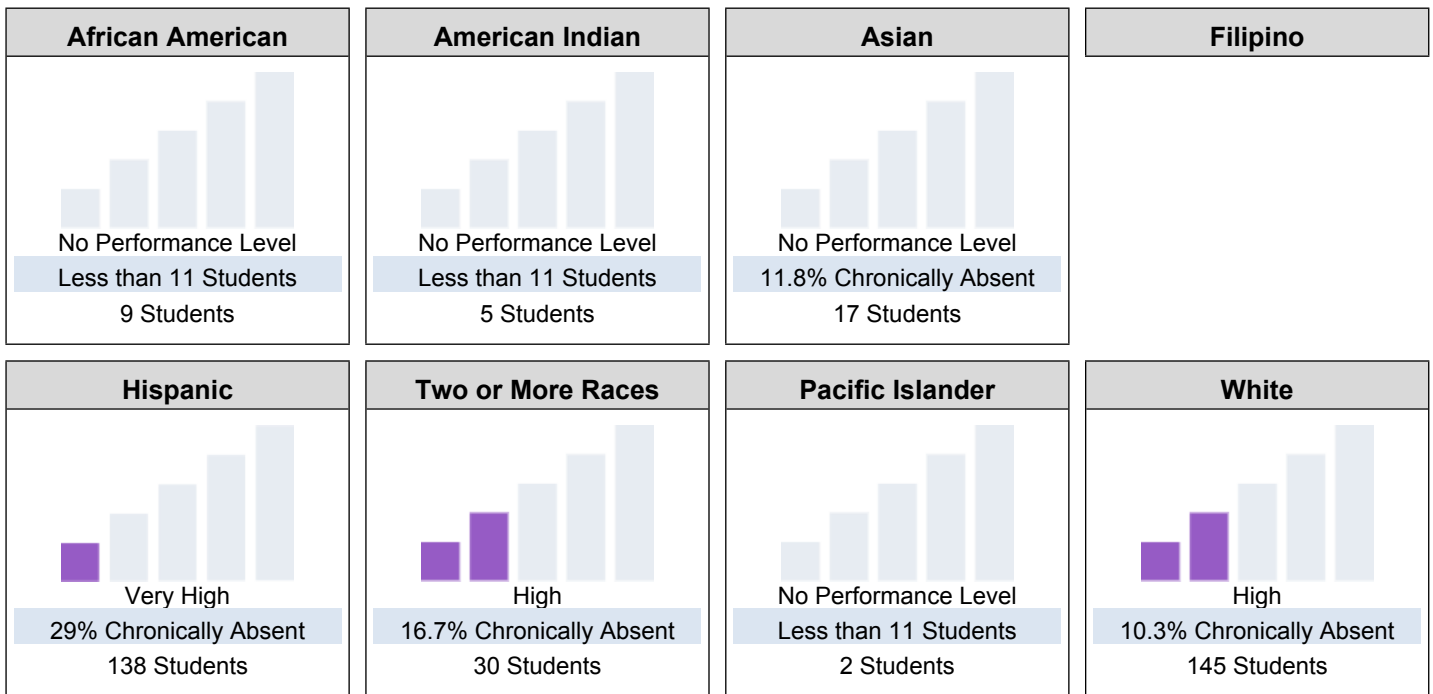 African American
No Performance Level
Less than 11 Students
9 Students
American Indian
No Performance Level
Less than 11 Students
5 Students
Asian
No Performance Level
11.8% Chronically Absent
17 Students
Filipino
Hispanic
Very High
29% Chronically Absent
138 Students
Two or More Races
High
16.7% Chronically Absent
30 Students
Pacific Islander
No Performance Level
Less than 11 Students
2 Students
White
High
10.3% Chronically Absent
145 Students